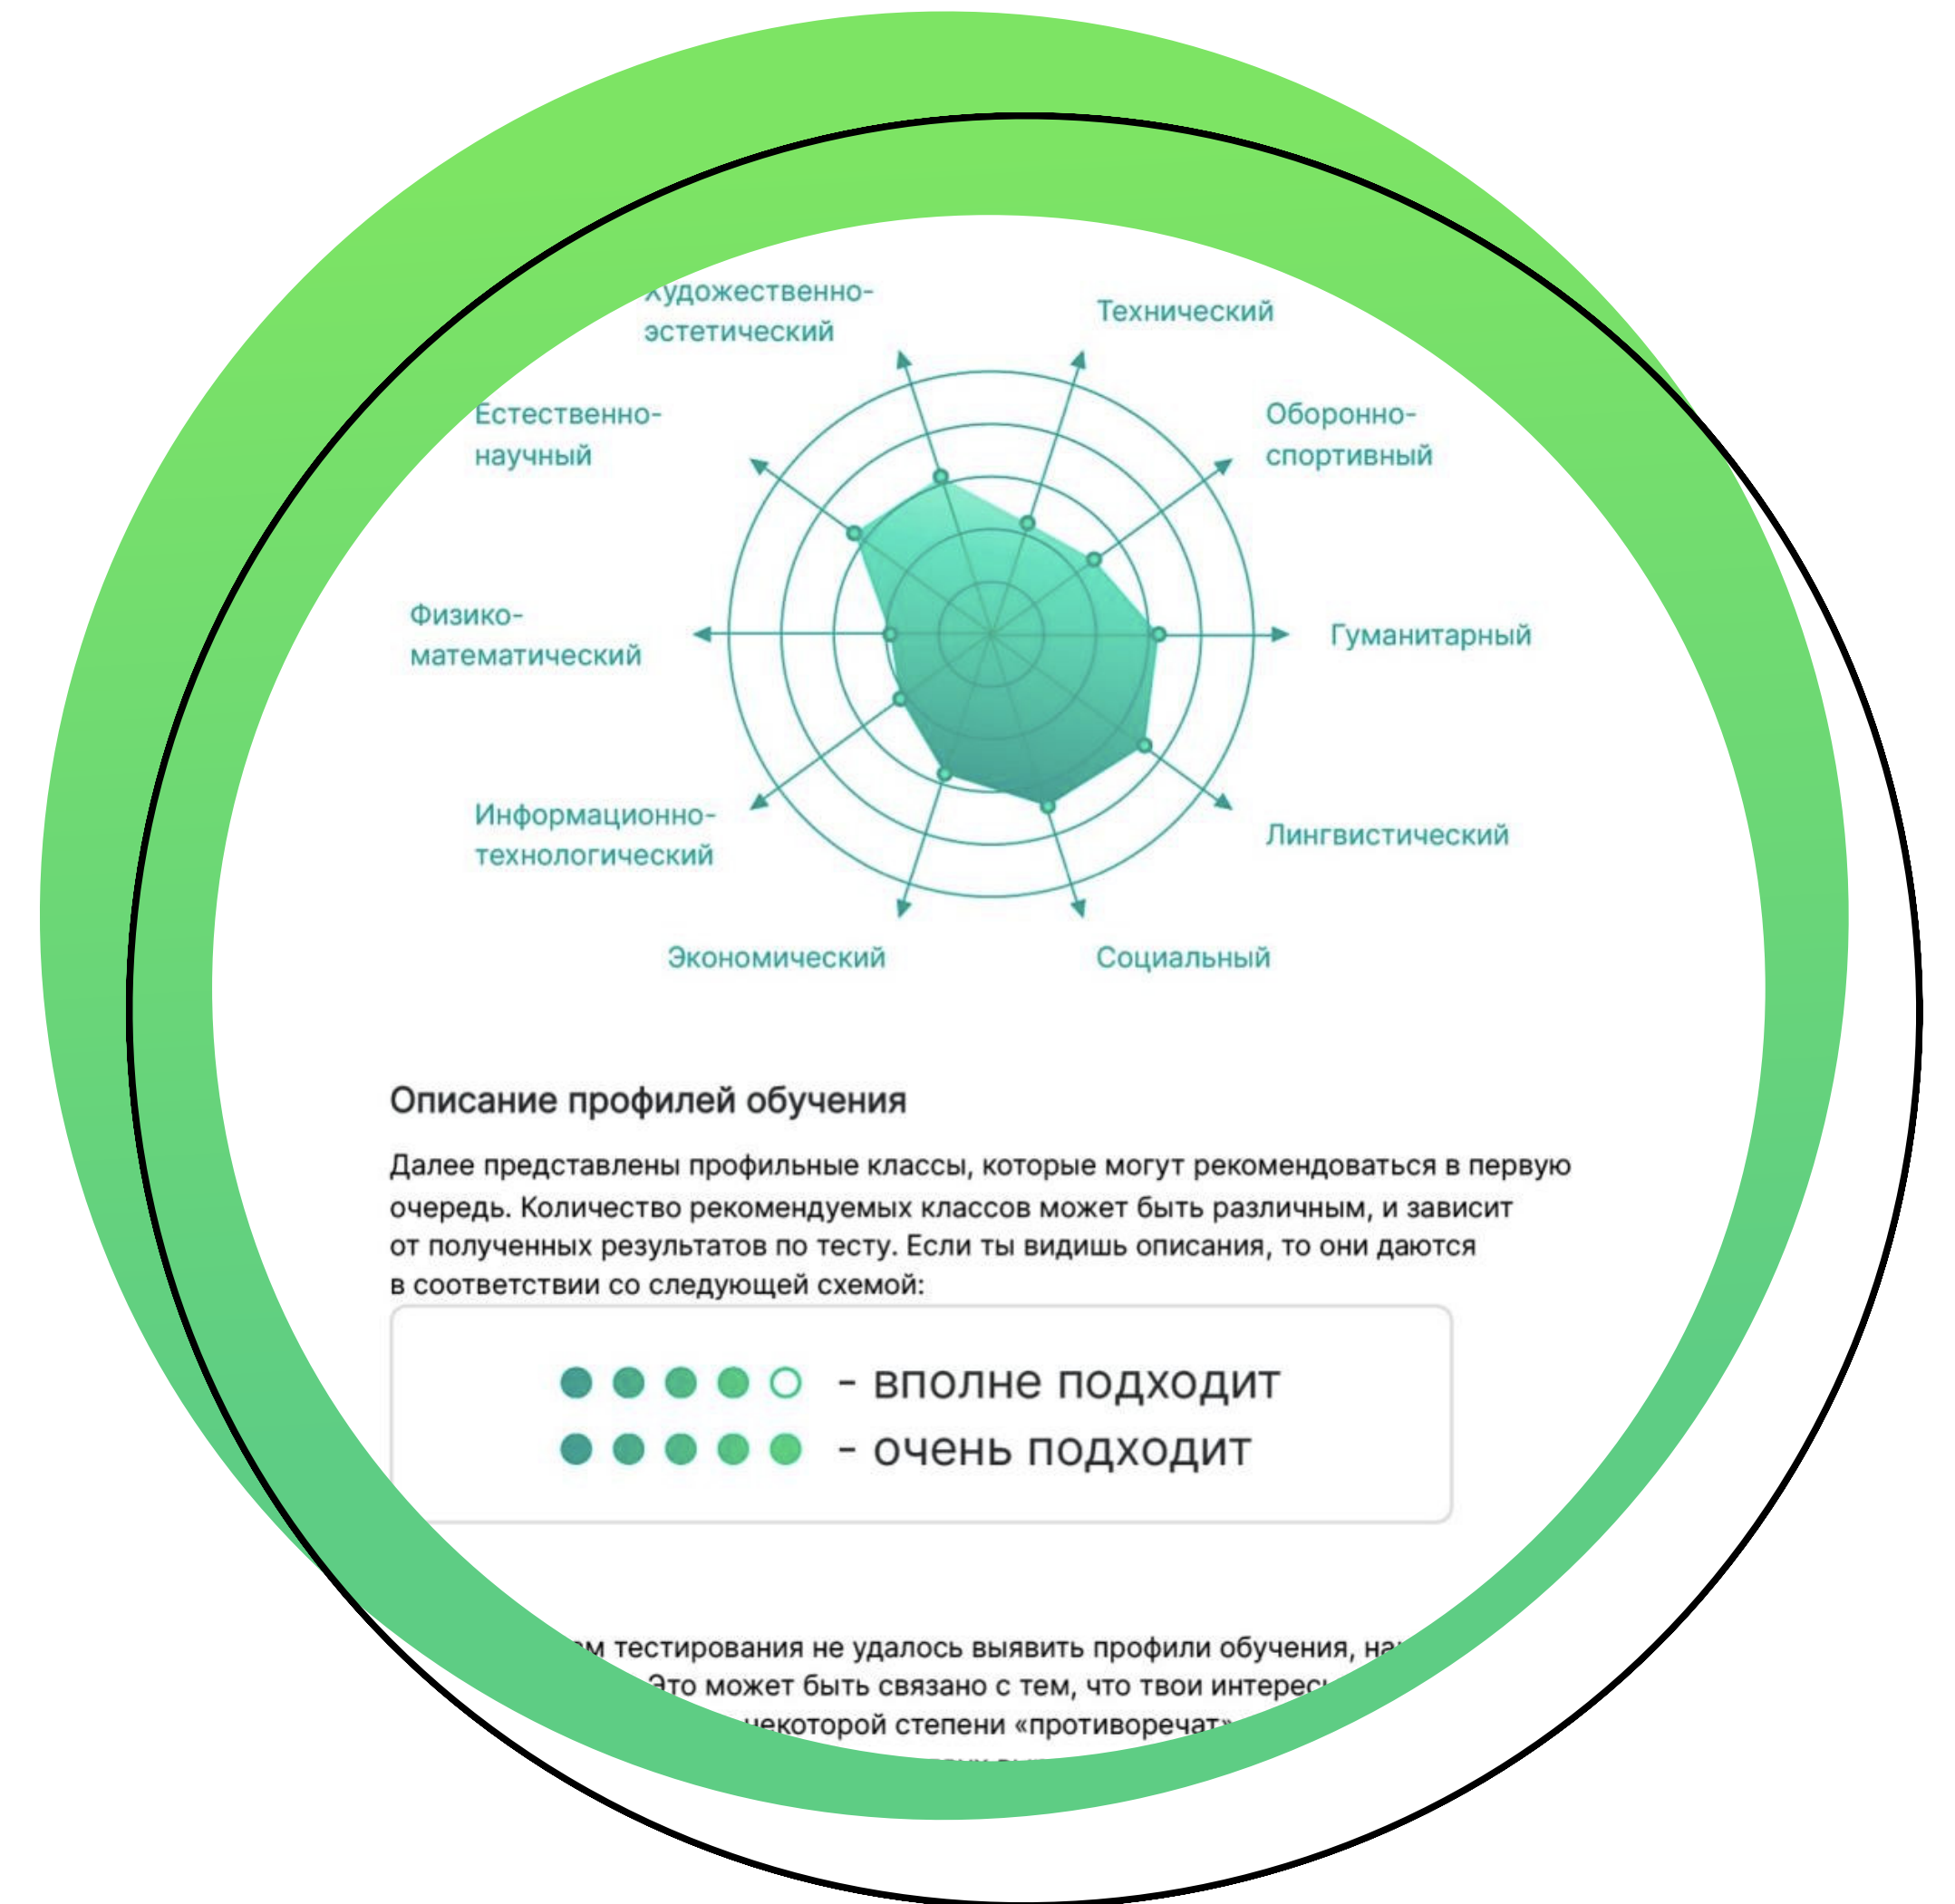 Художественно-
эстетический
Технический
Естественно-
научный
Оборонно-
спортивный
Физико-
математический
Гуманитарный
Информационно-
технологический
Лингвистический
Экономический
Социальный
Описание профилей обучения
Далее представлены профильные классы, которые могут рекомендоваться в первую
очередь. Количество рекомендуемых классов может быть различным, и зависит
от полученных результатов по тесту. Если ты видишь описания, то они даются
в соответствии со следующей схемой:
- вполне подходит
- очень подходит
тестирования не удалось выявить профили обучения,
Это может быть связано с тем, что твои
некоторой степени «противоречат»